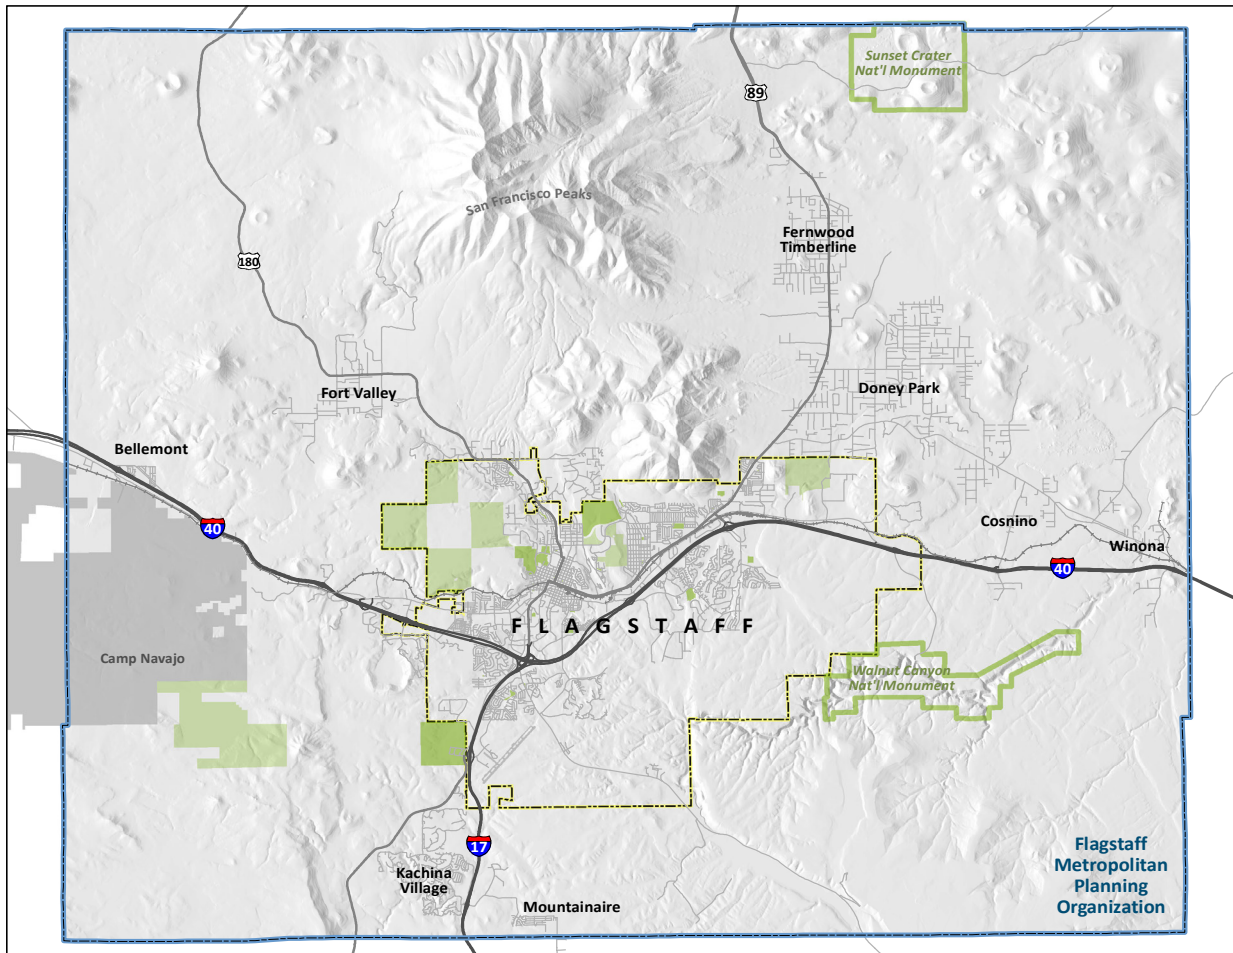 Sunset Crater
Nat'l Monument
89
San Francisco Peaks
Fernwood
Timberline
180
Fort Valley
Doney Park
Bellemont
40
Cosnino
Winona
40
FLAGSTAFF
Camp Navajo
Walnut Canyon
Nat'l Monument
17
Kachina
Village
Mountainaire
Flagstaff
Metropolitan
Planning
Organization